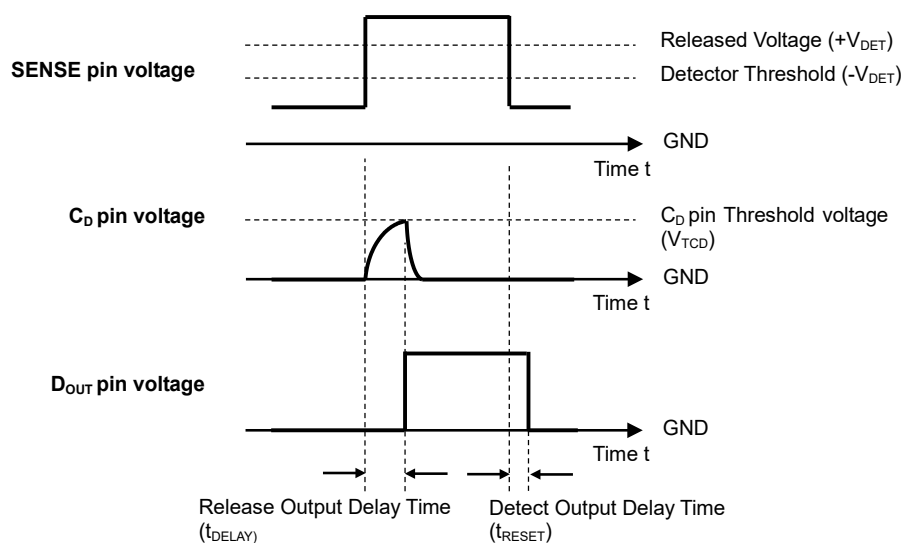 Released Voltage (+VDET)
SENSE pin voltage
Detector Threshold (-VDET)
GND
Time t
CD pin voltage
CD pin Threshold voltage
(VTCD)
GND
Time t
DOUT pin voltage
GND
Time t
Release Output Delay Time
(tDELAY)
Detect Output Delay Time
(tRESET)